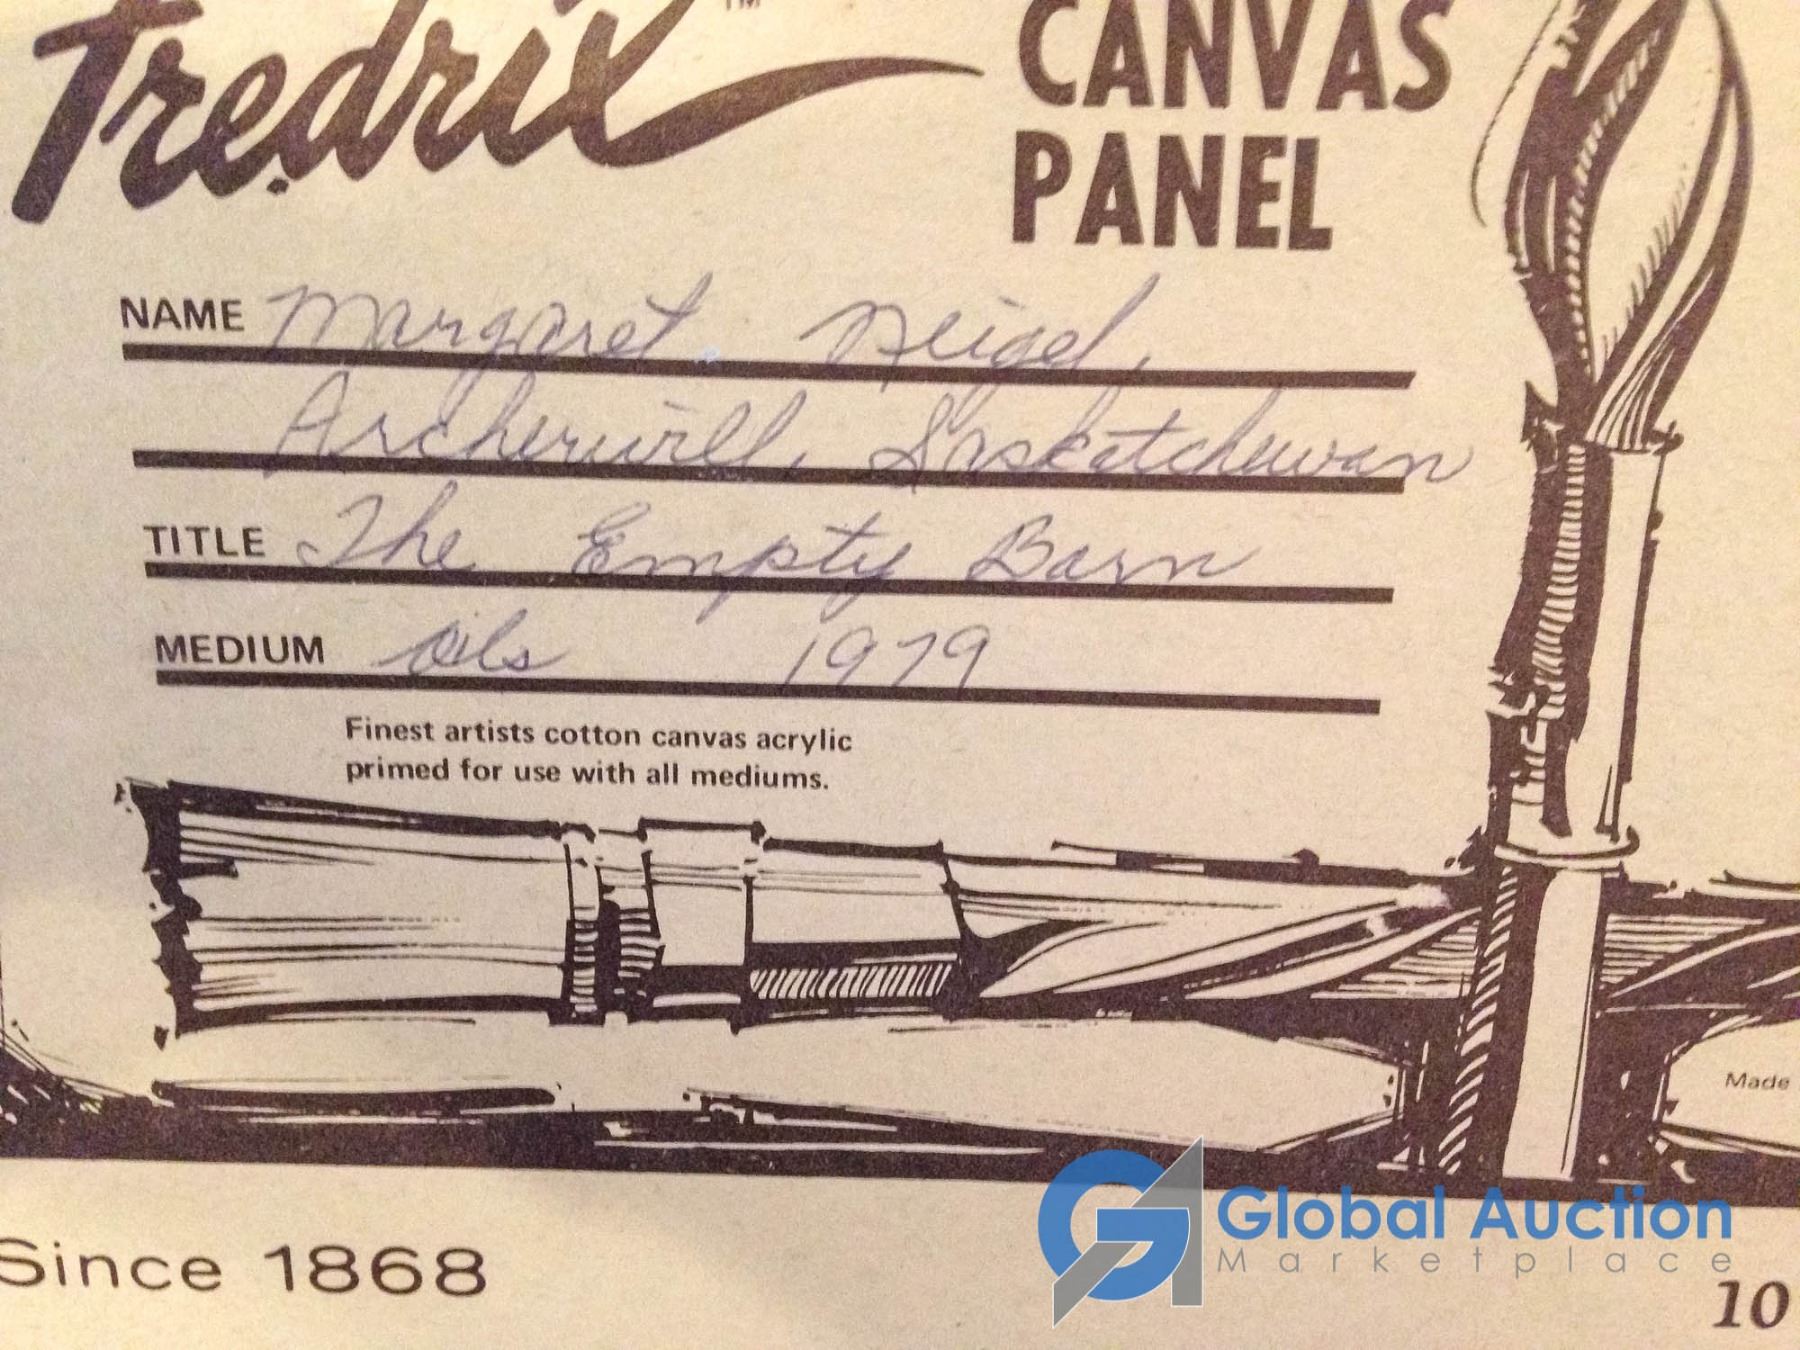 Fredrix TM
CANVAS
PANEL
NAME Margaret Neigel,
Archerwill, Saskatchewan
TITLE The Empty Barn
MEDIUM Oils 1979
Finest artists cotton canvas acrylic
primed for use with all mediums.
Made
Since 1868
Global Auction
Marketplace
10